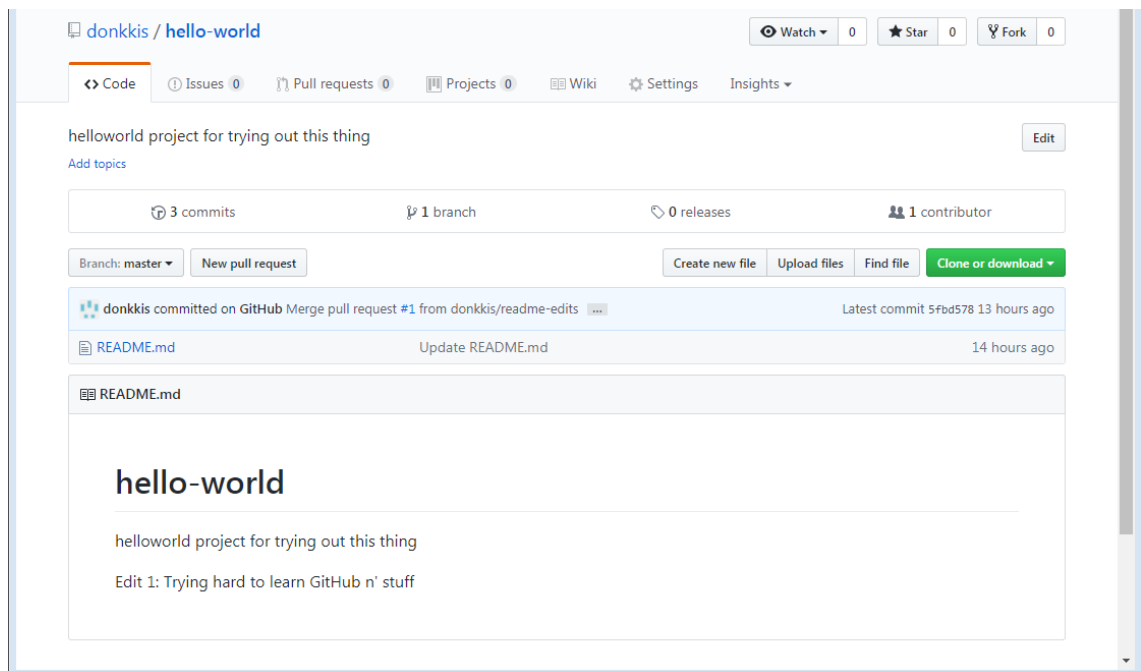 donkkis / hello-world Watch 0 Star 0 Fork 0
Code Issues 0 Pull requests 0 Projects 0 Wiki Settings Insights
helloworld project for trying out this thing Edit
Add topics
3 commits 1 branch 0 releases 1 contributor
Branch: master New pull request Create new file Upload files Find file Clone or download
donkkis committed on GitHub Merge pull request #1 from donkkis/readme-edits ... Latest commit 5fbd578 13 hours ago
README.md Update README.md 14 hours ago
README.md
hello-world
helloworld project for trying out this thing
Edit 1: Trying hard to learn GitHub n' stuff